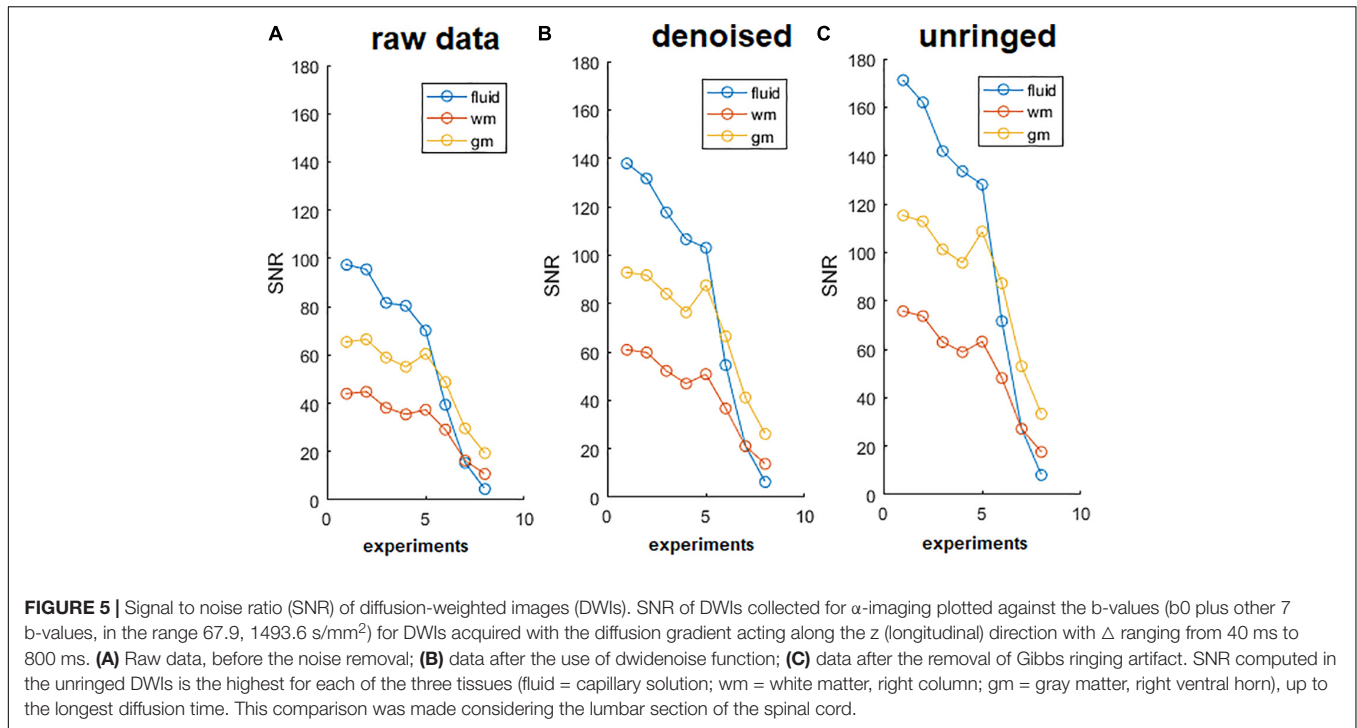 A raw data
180
160
140
120
100
80
60
40
20
0
SNR
fluid
wm
gm
0 5 10
experiments
B denoised
180
160
140
120
100
80
60
40
20
0
SNR
fluid
wm
gm
0 5 10
experiments
C unringed
180
160
140
120
100
80
60
40
20
0
SNR
fluid
wm
gm
0 5 10
experiments
FIGURE 5 | Signal to noise ratio (SNR) of diffusion-weighted images (DWIs). SNR of DWIs collected for α-imaging plotted against the b-values (b0 plus other 7
b-values, in the range 67.9, 1493.6 s/mm²) for DWIs acquired with the diffusion gradient acting along the z (longitudinal) direction with △ ranging from 40 ms to
800 ms. (A) Raw data, before the noise removal; (B) data after the use of dwidenoise function; (C) data after the removal of Gibbs ringing artifact. SNR computed in
the unringed DWIs is the highest for each of the three tissues (fluid = capillary solution; wm = white matter, right column; gm = gray matter, right ventral horn), up to
the longest diffusion time. This comparison was made considering the lumbar section of the spinal cord.